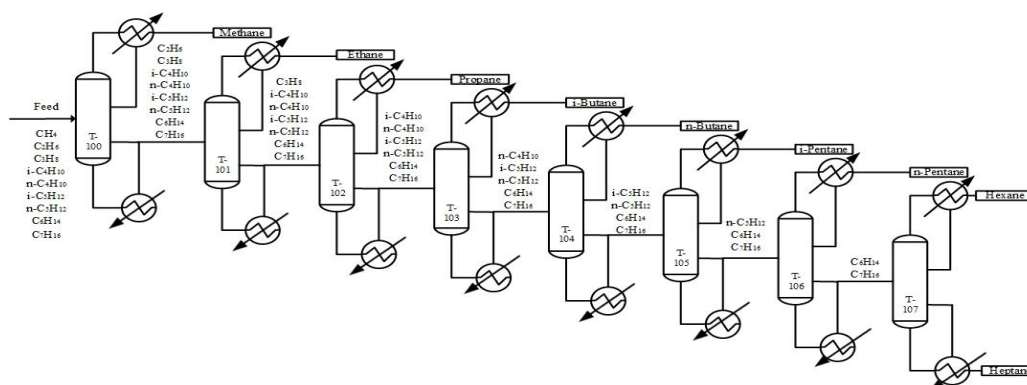 Feed
CH4
C2H6
C3H8
i-C4H10
n-C4H10
i-C5H12
n-C5H12
C6H14
C7H16
T-
100
Methane
C2H6
C3H8
i-C4H10
n-C4H10
i-C5H12
n-C5H12
C6H14
C7H16
T-
101
Ethane
C3H8
i-C4H10
n-C4H10
i-C5H12
n-C5H12
C6H14
C7H16
T-
102
Propane
i-C4H10
n-C4H10
i-C5H12
n-C5H12
C6H14
C7H16
T-
103
i-Butane
n-C4H10
i-C5H12
n-C5H12
C6H14
C7H16
T-
104
n-Butane
i-C5H12
n-C5H12
C6H14
C7H16
T-
105
i-Pentane
n-C5H12
C6H14
C7H16
T-
106
n-Pentane
C6H14
C7H16
T-
107
Hexane
Heptan